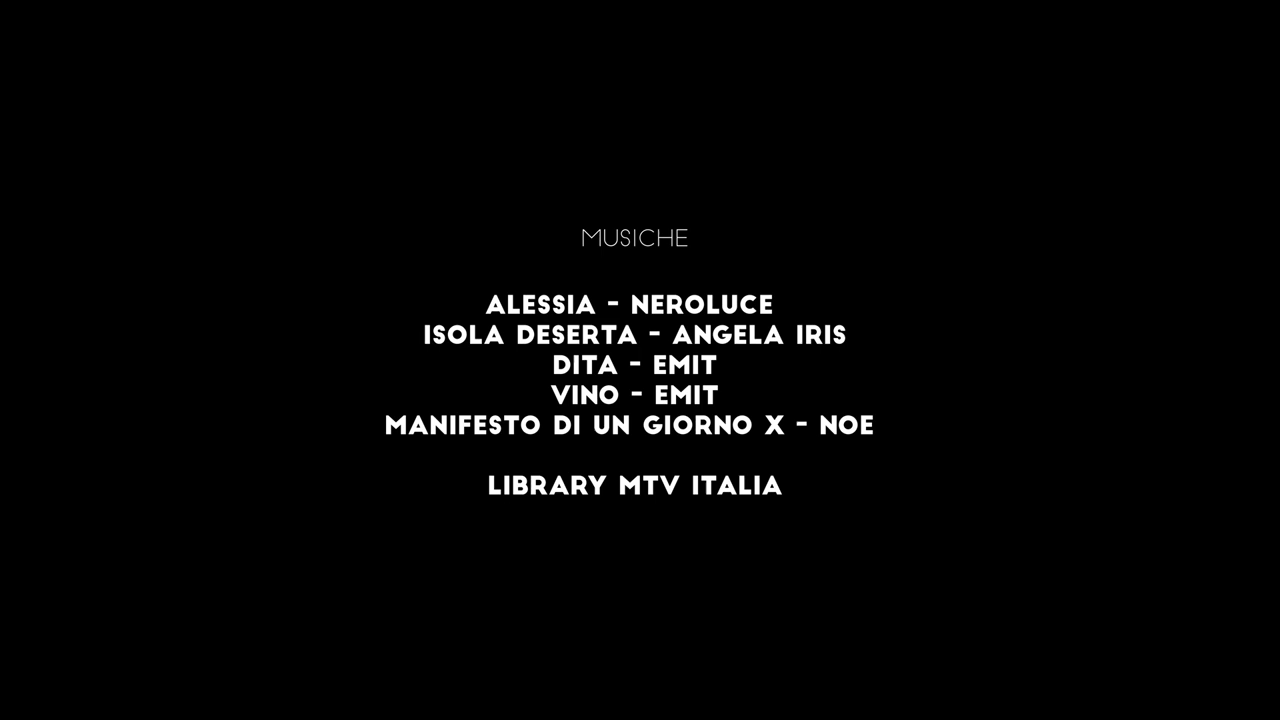 MUSICHE
ALESSIA - NEROLUCE
ISOLA DESERTA - ANGELA IRIS
DITA - EMIT
VINO - EMIT
MANIFESTO DI UN GIORNO X - NOE
LIBRARY MTV ITALIA